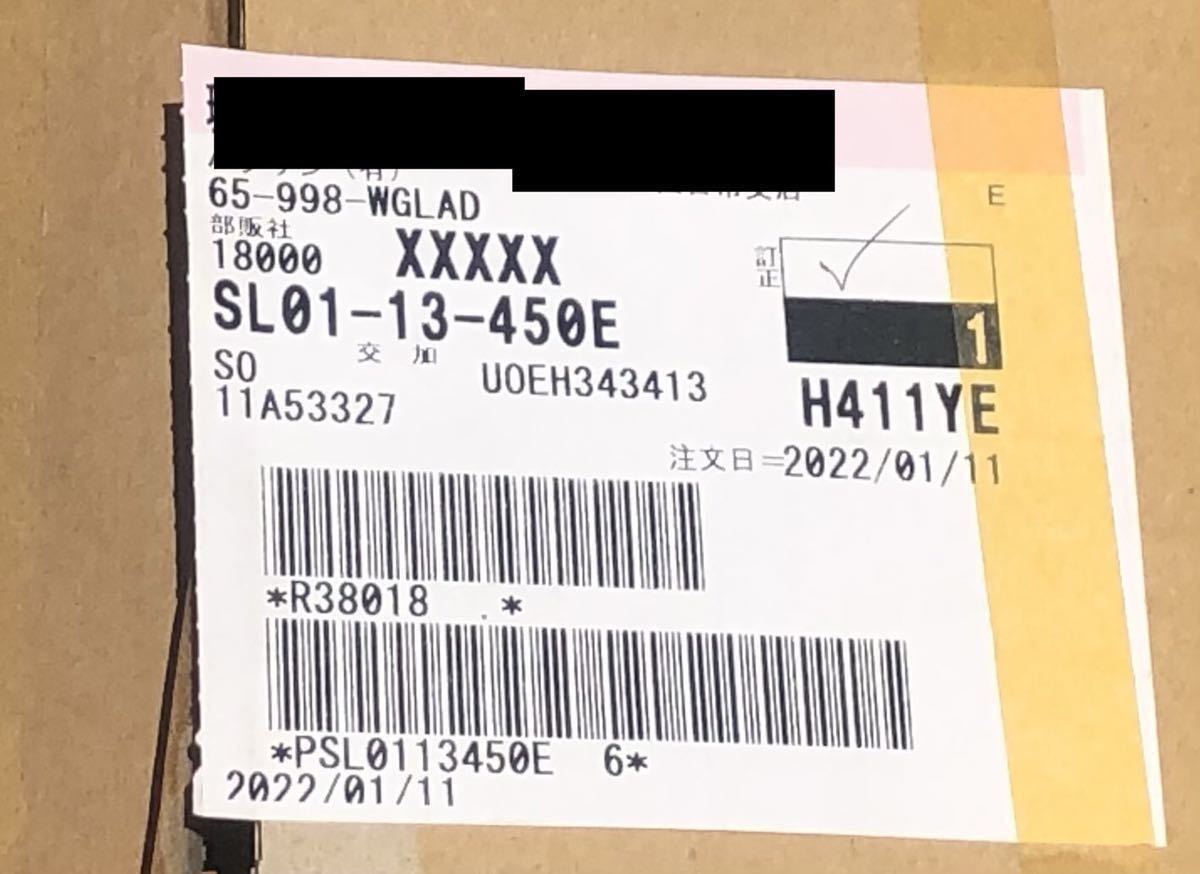 E
65-998-WGLAD
部販社
18000 XXXXX
訂正
SL01-13-450E
1
交 加
SO UOEH343413
H411YE
11A53327
注文日=2022/01/11
*R38018 *
*PSL0113450E 6*
2022/01/11